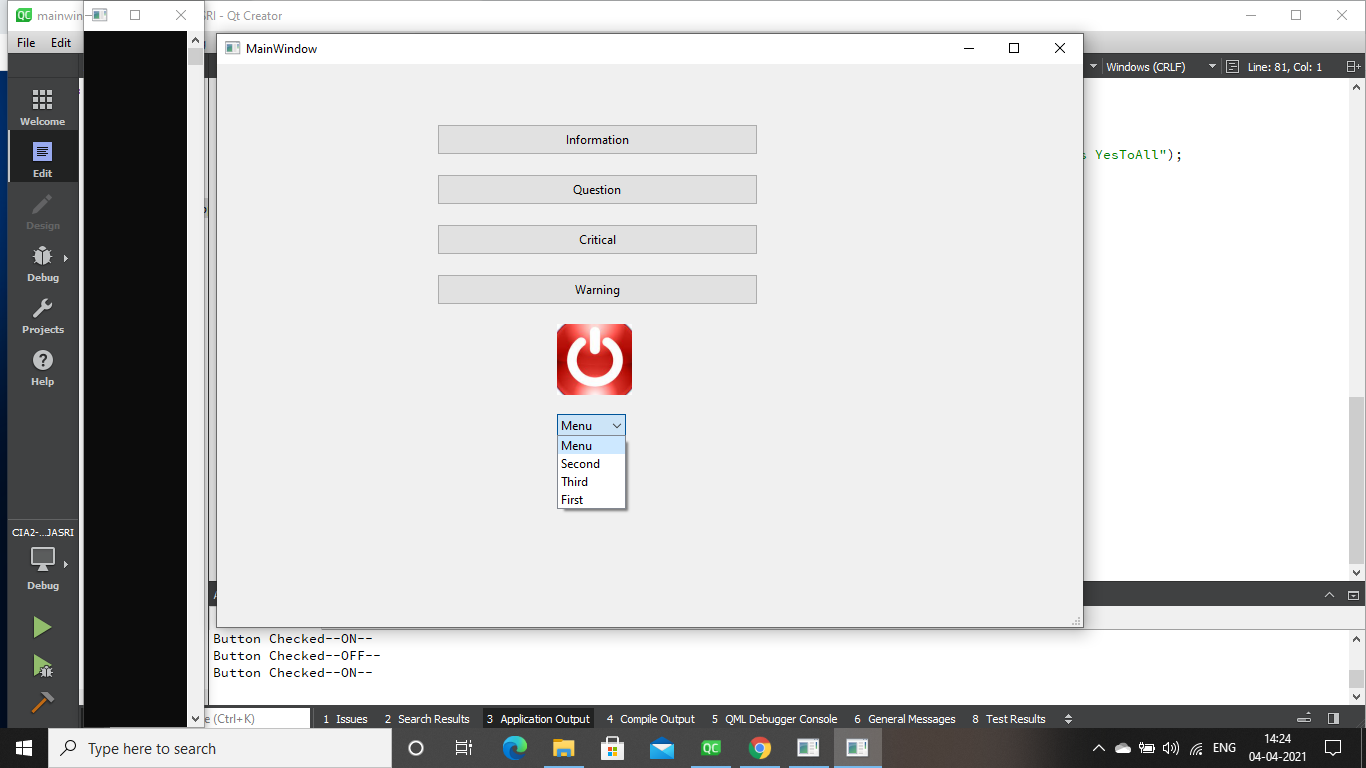 mainwin
RI - Qt Creator
File Edit
MainWindow
Windows (CRLF)
Line: 81, Col: 1
Welcome
Edit
Design
Debug
Projects
Help
Information
Question
Critical
Warning
YesToAll");
Menu
Menu
Second
Third
First
CIA2-...JASRI
Debug
Button Checked--ON--
Button Checked--OFF--
Button Checked--ON--
(Ctrl+K)
1 Issues 2 Search Results 3 Application Output 4 Compile Output 5 QML Debugger Console 6 General Messages 8 Test Results
Type here to search
QC
ENG
14:24
04-04-2021